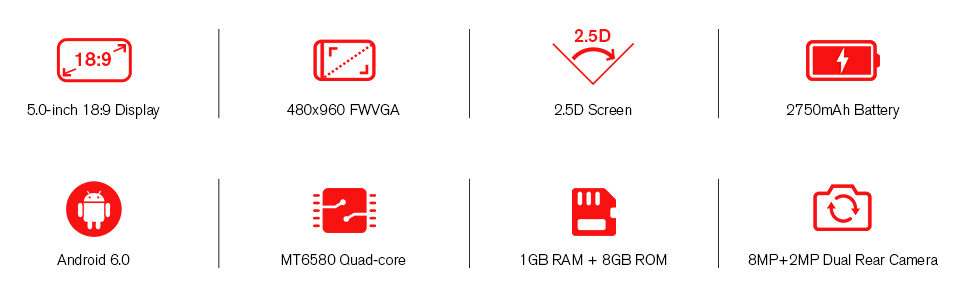 18:9
2.5D
5.0-inch 18:9 Display
480x960 FWVGA
2.5D Screen
2750mAh Battery
Android 6.0
MT6580 Quad-core
1GB RAM + 8GB ROM
8MP+2MP Dual Rear Camera